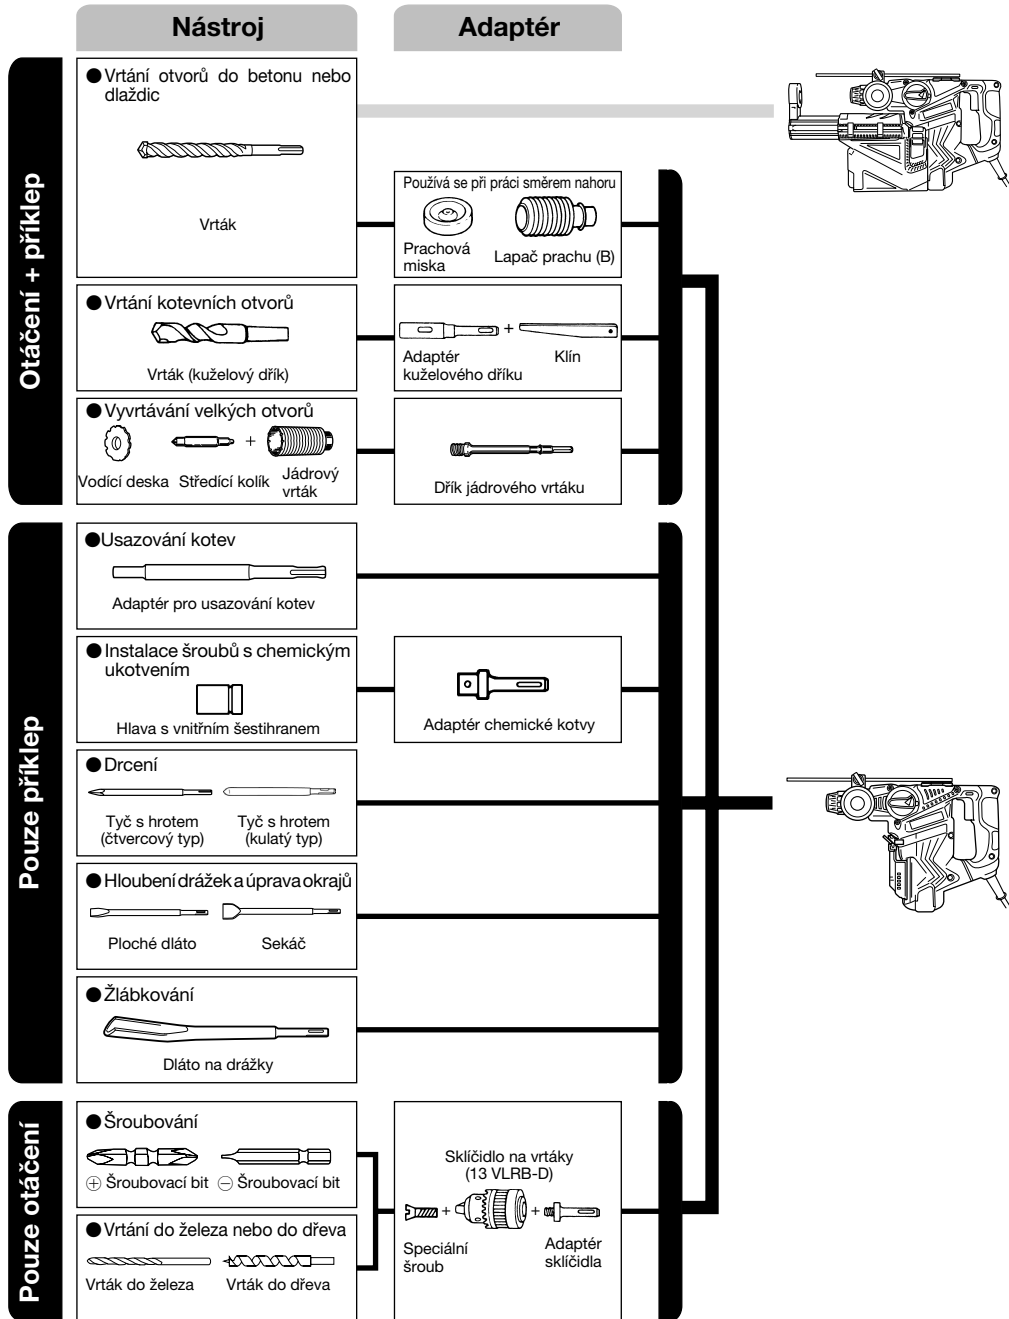 Nástroj
Adaptér
Otáčení + příklep
● Vrtání otvorů do betonu nebo
dlaždic
Vrták
Používá se při práci směrem nahoru
Prachová
miska
Lapač prachu (B)
● Vrtání kotevních otvorů
Vrták (kuželový dřík)
+
Adaptér
kuželového dříku
Klín
● Vyvrtávání velkých otvorů
+
Vodící deska
Středící kolík
Jádrový
vrták
Dřík jádrového vrtáku
Pouze příklep
● Usazování kotev
Adaptér pro usazování kotev
● Instalace šroubů s chemickým
ukotvením
Hlava s vnitřním šestihranem
Adaptér chemické kotvy
● Drcení
Tyč s hrotem
(čtvercový typ)
Tyč s hrotem
(kulatý typ)
● Hloubení drážek a úprava okrajů
Ploché dláto
Sekáč
● Žlábkování
Dláto na drážky
Pouze otáčení
● Šroubování
⊕ Šroubovací bit
⊖ Šroubovací bit
● Vrtání do železa nebo do dřeva
Vrták do železa
Vrták do dřeva
Sklíčidlo na vrtáky
(13 VLRB-D)
+ +
Speciální
šroub
Adaptér
sklíčidla